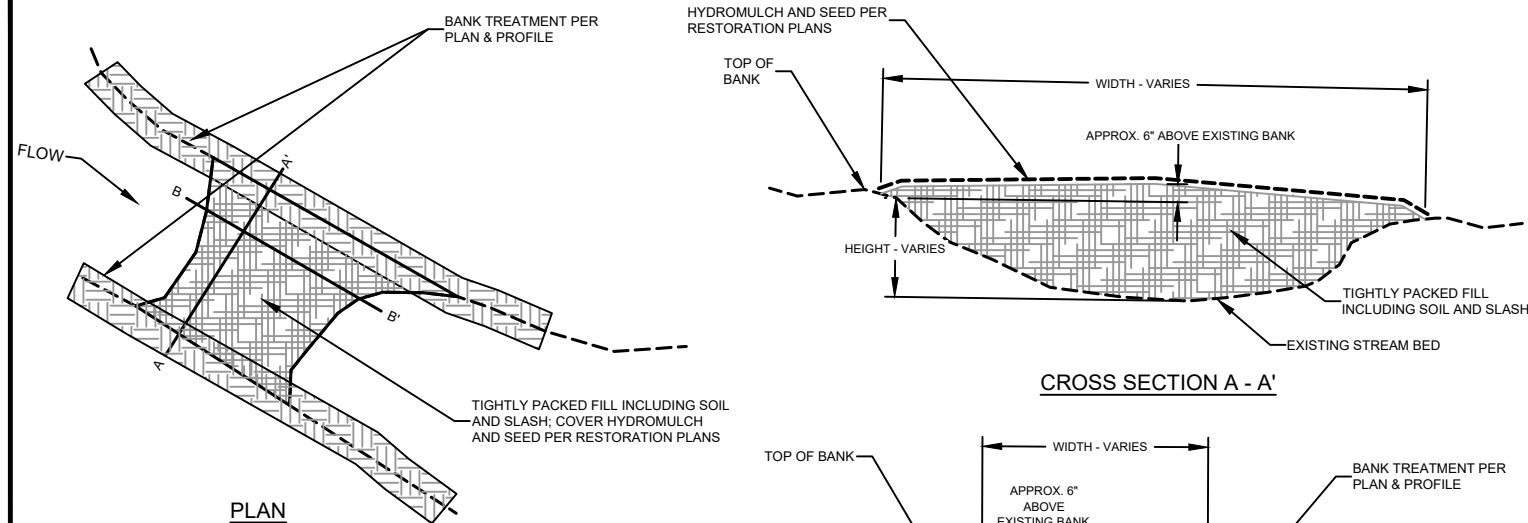 BANK TREATMENT PER
PLAN & PROFILE
FLOW
A'
B
B'
A
TIGHTLY PACKED FILL INCLUDING SOIL
AND SLASH; COVER HYDROMULCH
AND SEED PER RESTORATION PLANS
PLAN
HYDROMULCH AND SEED PER
RESTORATION PLANS
TOP OF
BANK
WIDTH - VARIES
APPROX. 6" ABOVE EXISTING BANK
HEIGHT - VARIES
TIGHTLY PACKED FILL
INCLUDING SOIL AND SLASH
EXISTING STREAM BED
CROSS SECTION A - A'
TOP OF BANK
WIDTH - VARIES
APPROX. 6"
ABOVE
EXISTING BANK
BANK TREATMENT PER
PLAN & PROFILE